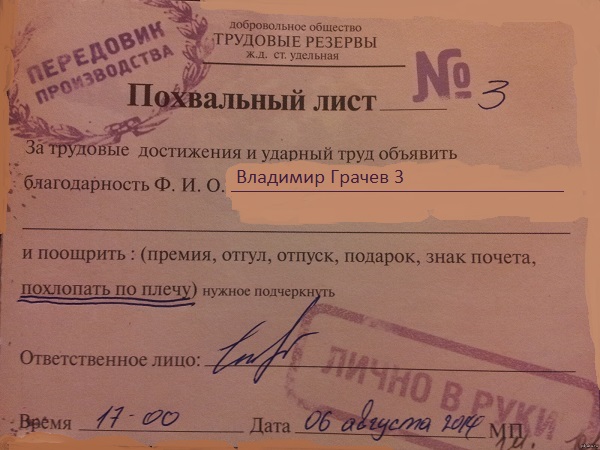 ПЕРЕДОВИК
ПРОИЗВОДСТВА
добровольное общество
ТРУДОВЫЕ РЕЗЕРВЫ
ж.д. ст. удельная
№ 3
Похвальный лист
За трудовые достижения и ударный труд объявить
благодарность Ф. И. О. Владимир Грачев 3
и поощрить : (премия, отгул, отпуск, подарок, знак почета,
похлопать по плечу) нужное подчеркнуть
Ответственное лицо:
ЛИЧНО В РУКИ
Время 17-00 Дата 06 августа 2014 МП